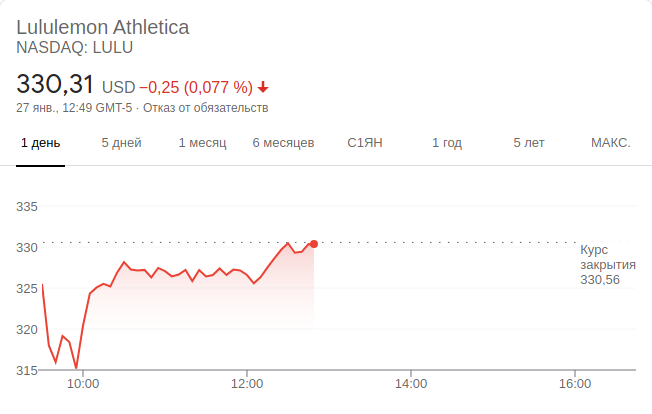 Lululemon Athletica
NASDAQ: LULU
330,31 USD −0,25 (0,077 %)
27 янв., 12:49 GMT-5 · Отказ от обязательств
1 день 5 дней 1 месяц 6 месяцев С1ЯН 1 год 5 лет МАКС.
335
330
325
320
315
Курс
закрытия
330,56
10:00 12:00 14:00 16:00